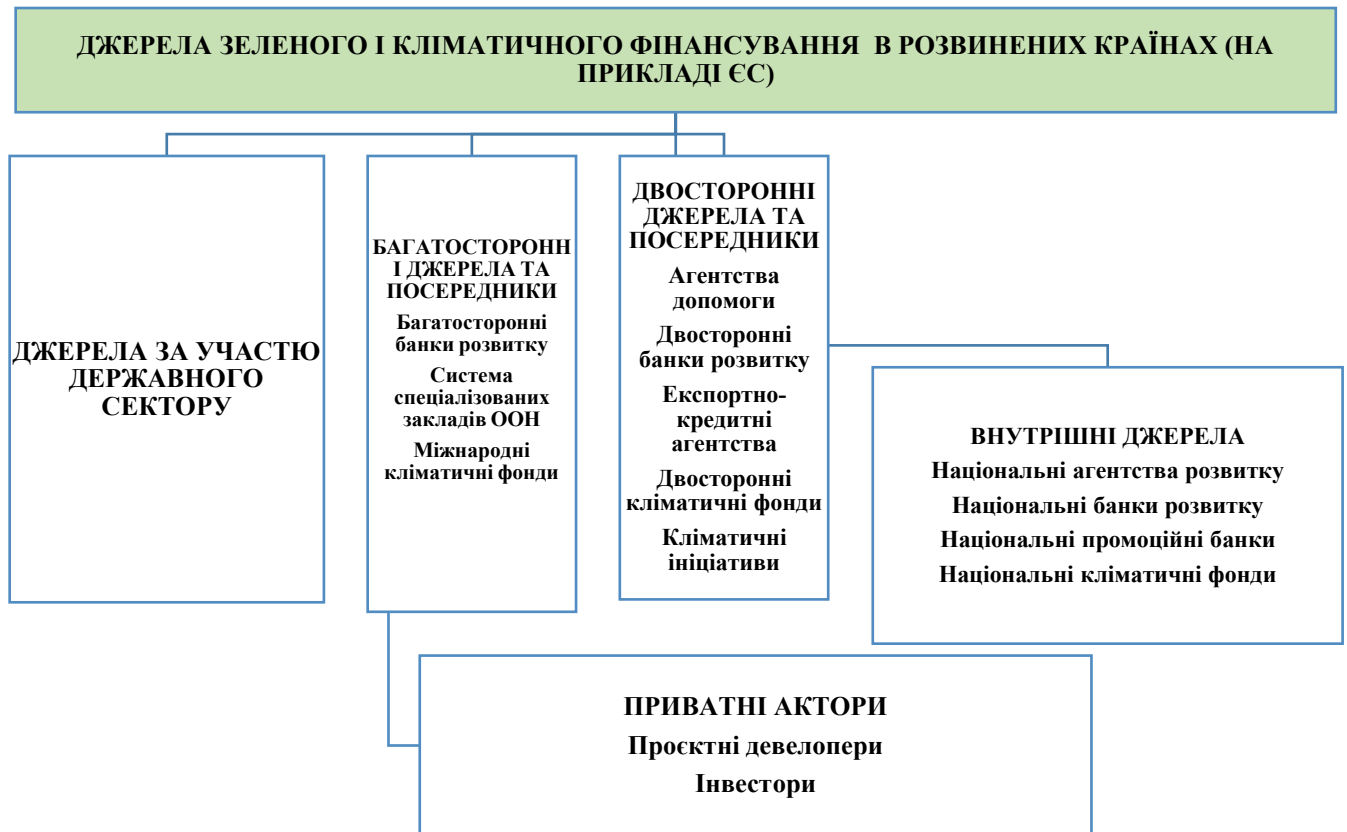 ДЖЕРЕЛА ЗЕЛЕНОГО І КЛІМАТИЧНОГО ФІНАНСУВАННЯ В РОЗВИНЕНИХ КРАЇНАХ (НА
ПРИКЛАДІ ЄС)
ДЖЕРЕЛА ЗА УЧАСТЮ
ДЕРЖАВНОГО
СЕКТОРУ
БАГАТОСТОРОНН
І ДЖЕРЕЛА ТА
ПОСЕРЕДНИКИ
Багатосторонні
банки розвитку
Система
спеціалізованих
закладів ООН
Міжнародні
кліматичні фонди
ДВОСТОРОННІ
ДЖЕРЕЛА ТА
ПОСЕРЕДНИКИ
Агентства
допомоги
Двосторонні
банки розвитку
Експортно-
кредитні
агентства
Двосторонні
кліматичні фонди
Кліматичні
ініціативи
ВНУТРІШНІ ДЖЕРЕЛА
Національні агентства розвитку
Національні банки розвитку
Національні промоційні банки
Національні кліматичні фонди
ПРИВАТНІ АКТОРИ
Проєктні девелопери
Інвестори